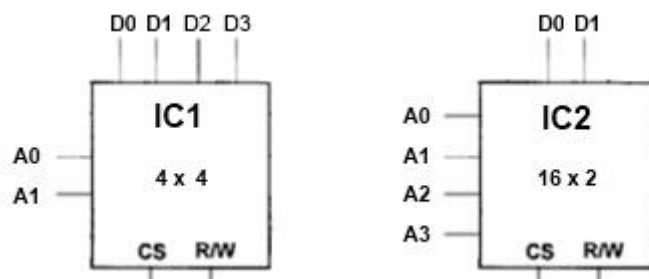 D0 D1 D2 D3
IC1
A0
4 x 4
A1
CS R/W
D0 D1
A0
IC2
A1
16 x 2
A2
A3
CS R/W